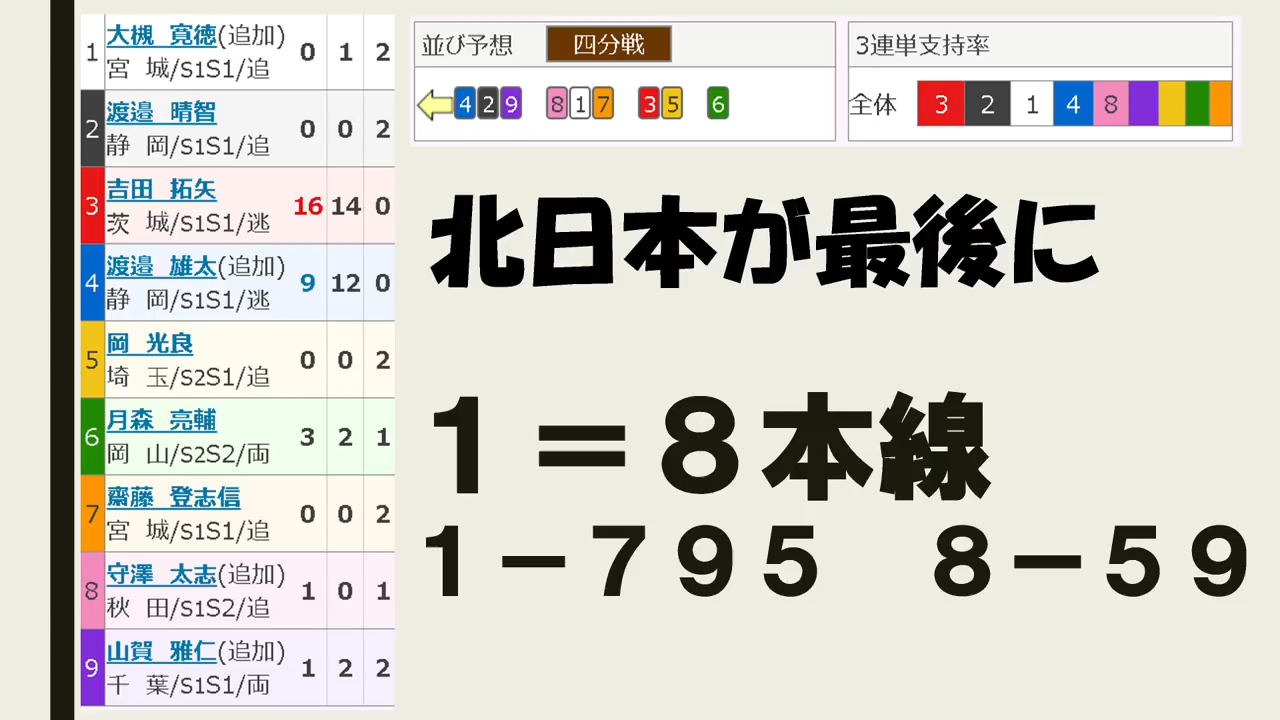 1 大槻 寛徳(追加) 0 1 2
宮 城/S1S1/追
2 渡邉 晴智 0 0 2
静 岡/S1S1/追
3 吉田 拓矢 16 14 0
茨 城/S1S1/逃
4 渡邉 雄太(追加) 9 12 0
静 岡/S1S1/逃
5 岡 光良 0 0 2
埼 玉/S2S1/追
6 月森 亮輔 3 2 1
岡 山/S2S2/両
7 齋藤 登志信 0 0 2
宮 城/S1S1/追
8 守澤 太志(追加) 1 0 1
秋 田/S1S2/追
9 山賀 雅仁(追加) 1 2 2
千 葉/S1S1/両
並び予想 四分戦
4 2 9 8 1 7 3 5 6
3連単支持率
全体 3 2 1 4 8
北日本が最後に
1=8本線
1-795 8-59